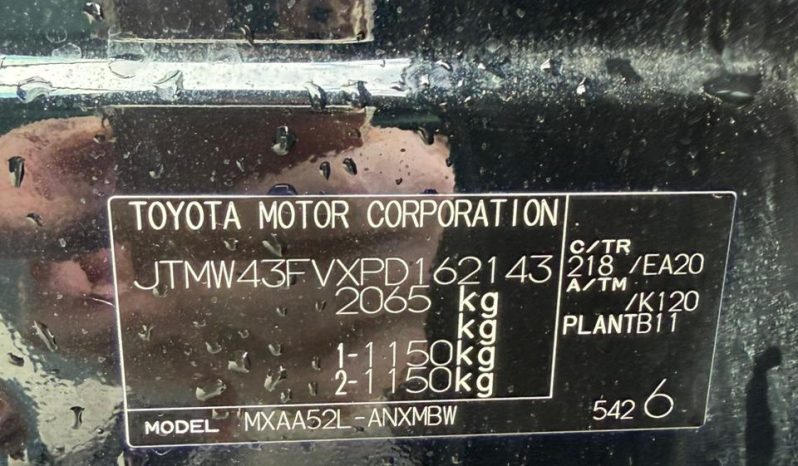 TOYOTA MOTOR CORPORATION
JTMW43FVXPD162143
2065 kg
kg
1-1150kg
2-1150kg
C/TR
218 /EA20
A/TM
/K120
PLANTB11
MODEL MXAA52L-ANXMBW
542 6